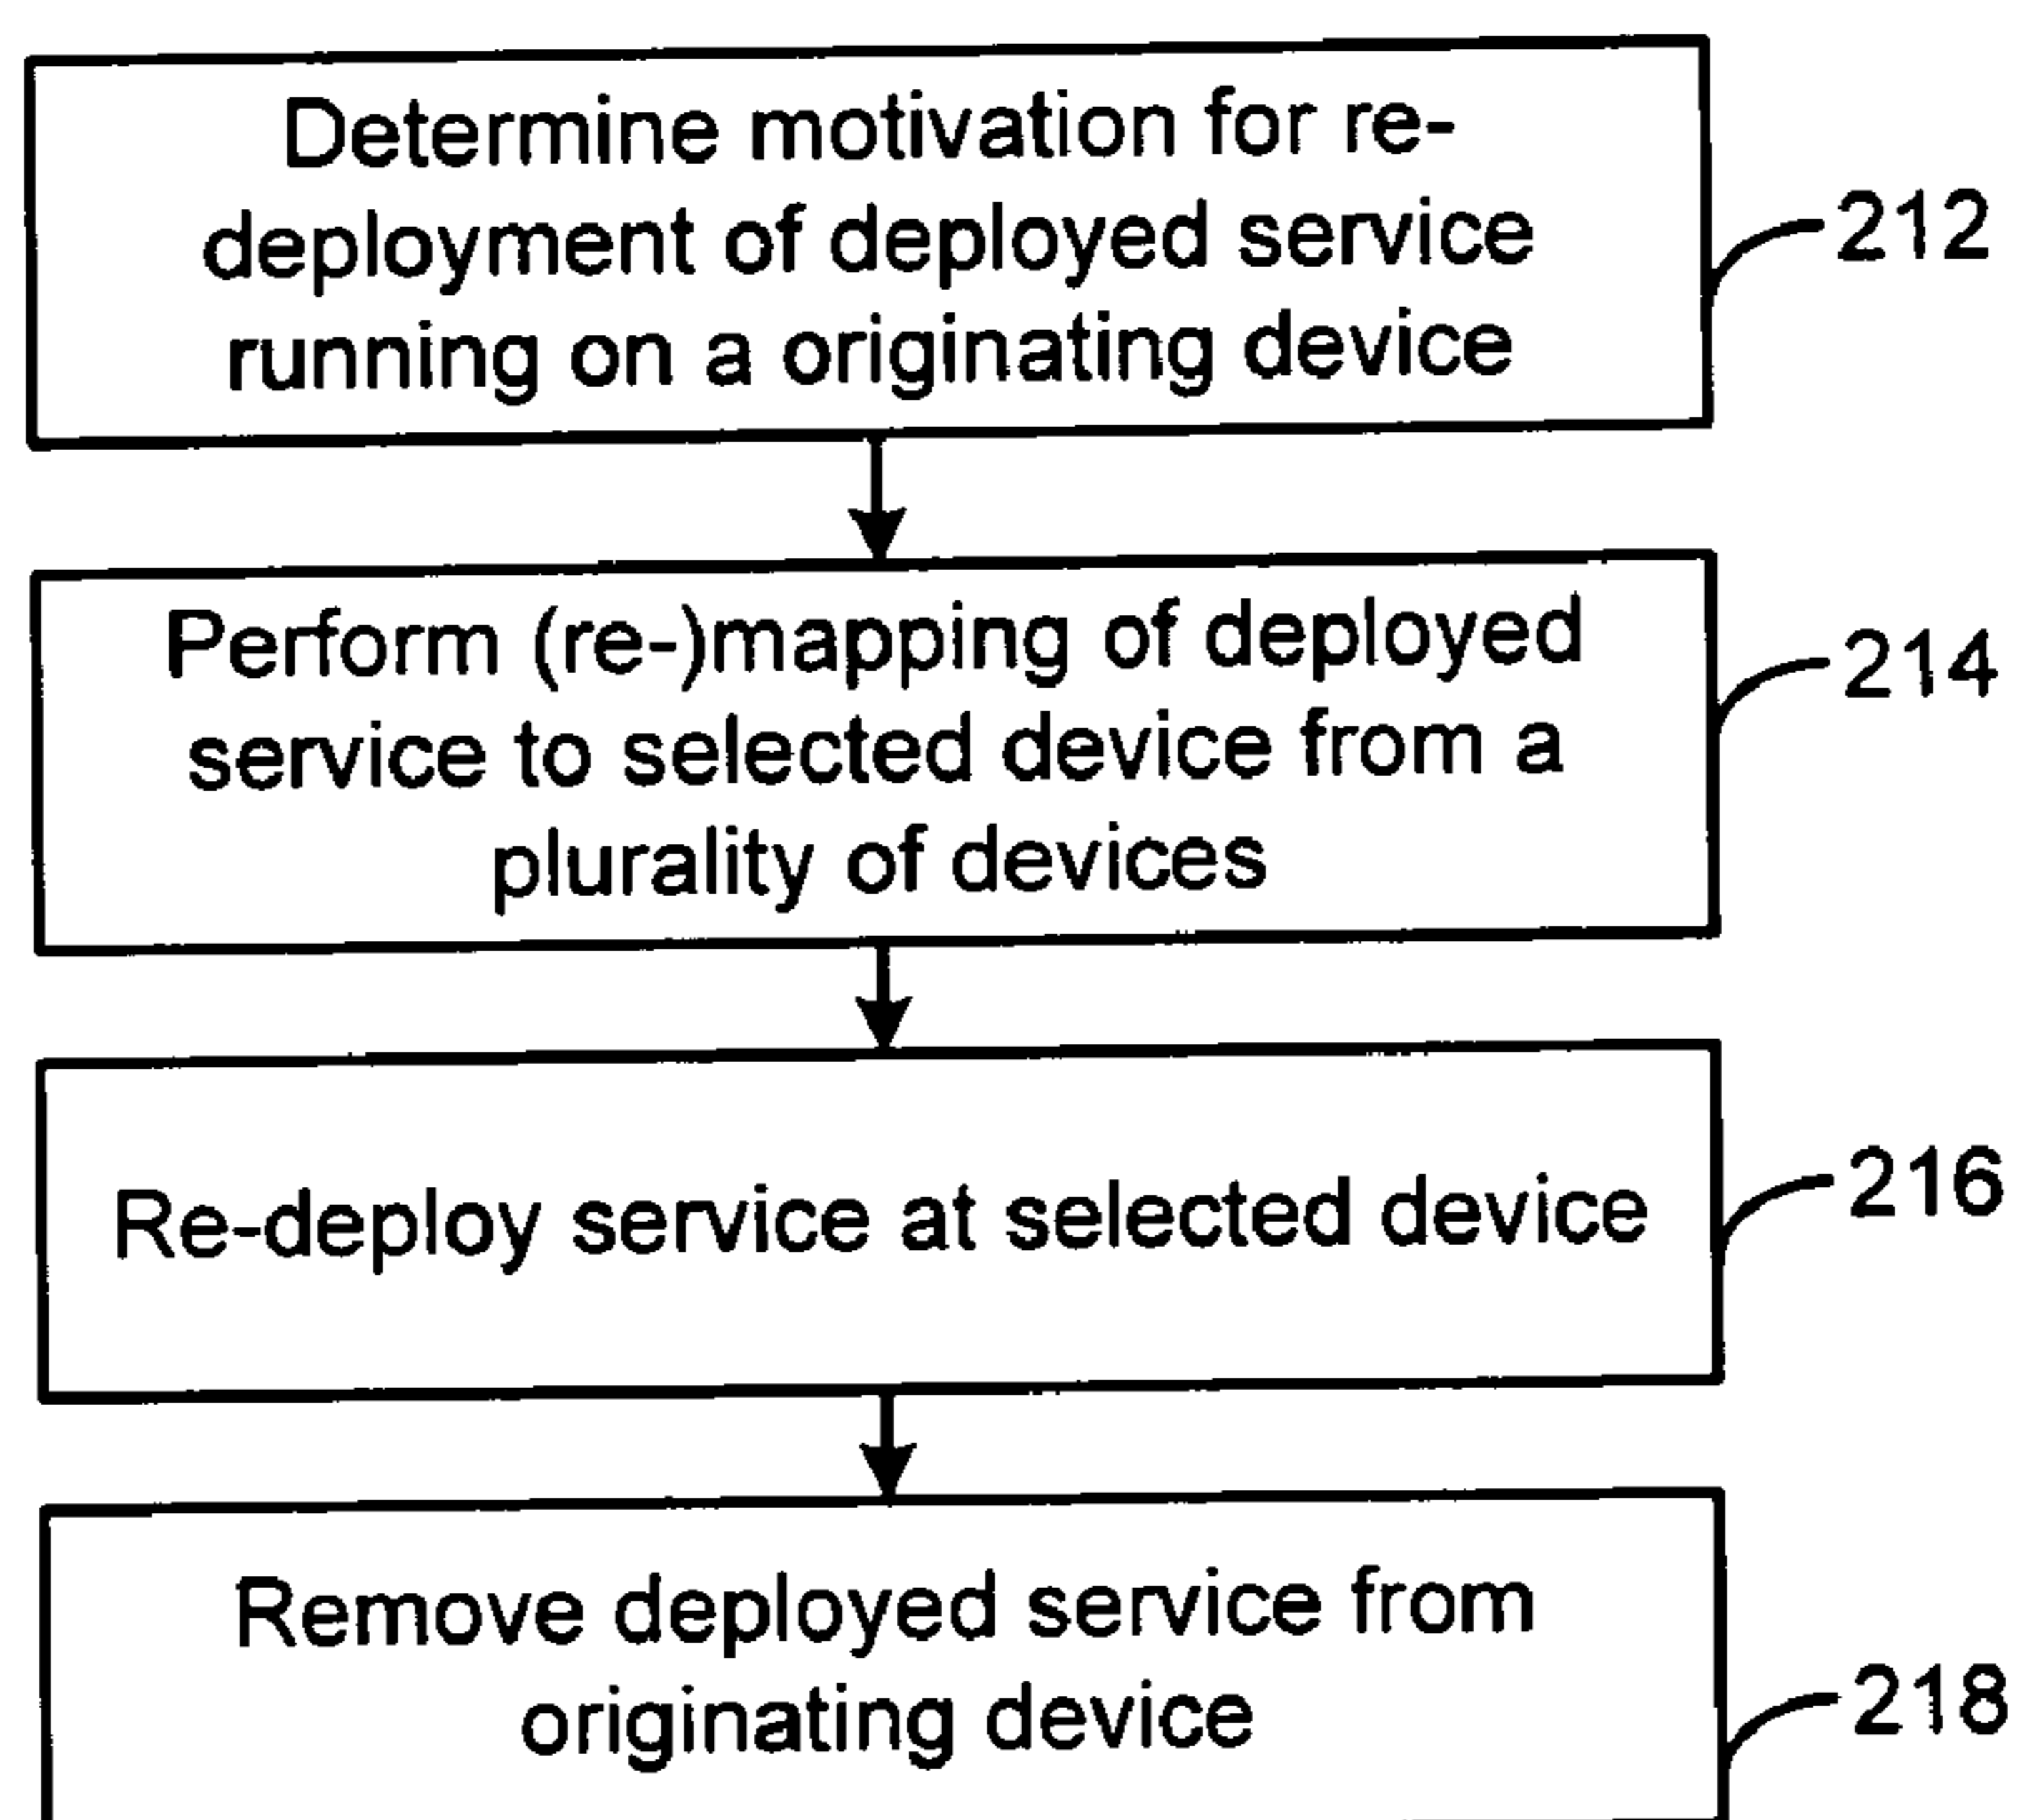 Determine motivation for re-
deployment of deployed service
running on a originating device
212
Perform (re-)mapping of deployed
service to selected device from a
plurality of devices
214
Re-deploy service at selected device
216
Remove deployed service from
originating device
218